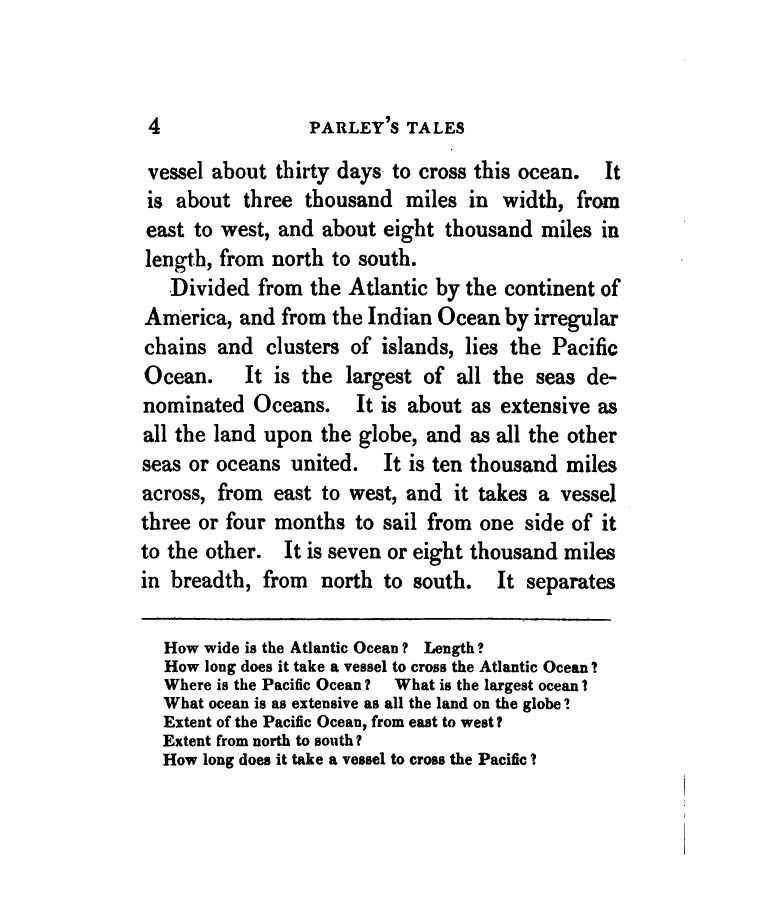 4 PARLEY'S TALES
vessel about thirty days to cross this ocean. It
is about three thousand miles in width, from
east to west, and about eight thousand miles in
length, from north to south.
Divided from the Atlantic by the continent of
America, and from the Indian Ocean by irregular
chains and clusters of islands, lies the Pacific
Ocean. It is the largest of all the seas de-
nominated Oceans. It is about as extensive as
all the land upon the globe, and as all the other
seas or oceans united. It is ten thousand miles
across, from east to west, and it takes a vessel
three or four months to sail from one side of it
to the other. It is seven or eight thousand miles
in breadth, from north to south. It separates
How wide is the Atlantic Ocean? Length?
How long does it take a vessel to cross the Atlantic Ocean?
Where is the Pacific Ocean? What is the largest ocean?
What ocean is as extensive as all the land on the globe?
Extent of the Pacific Ocean, from east to west?
Extent from north to south?
How long does it take a vessel to cross the Pacific?